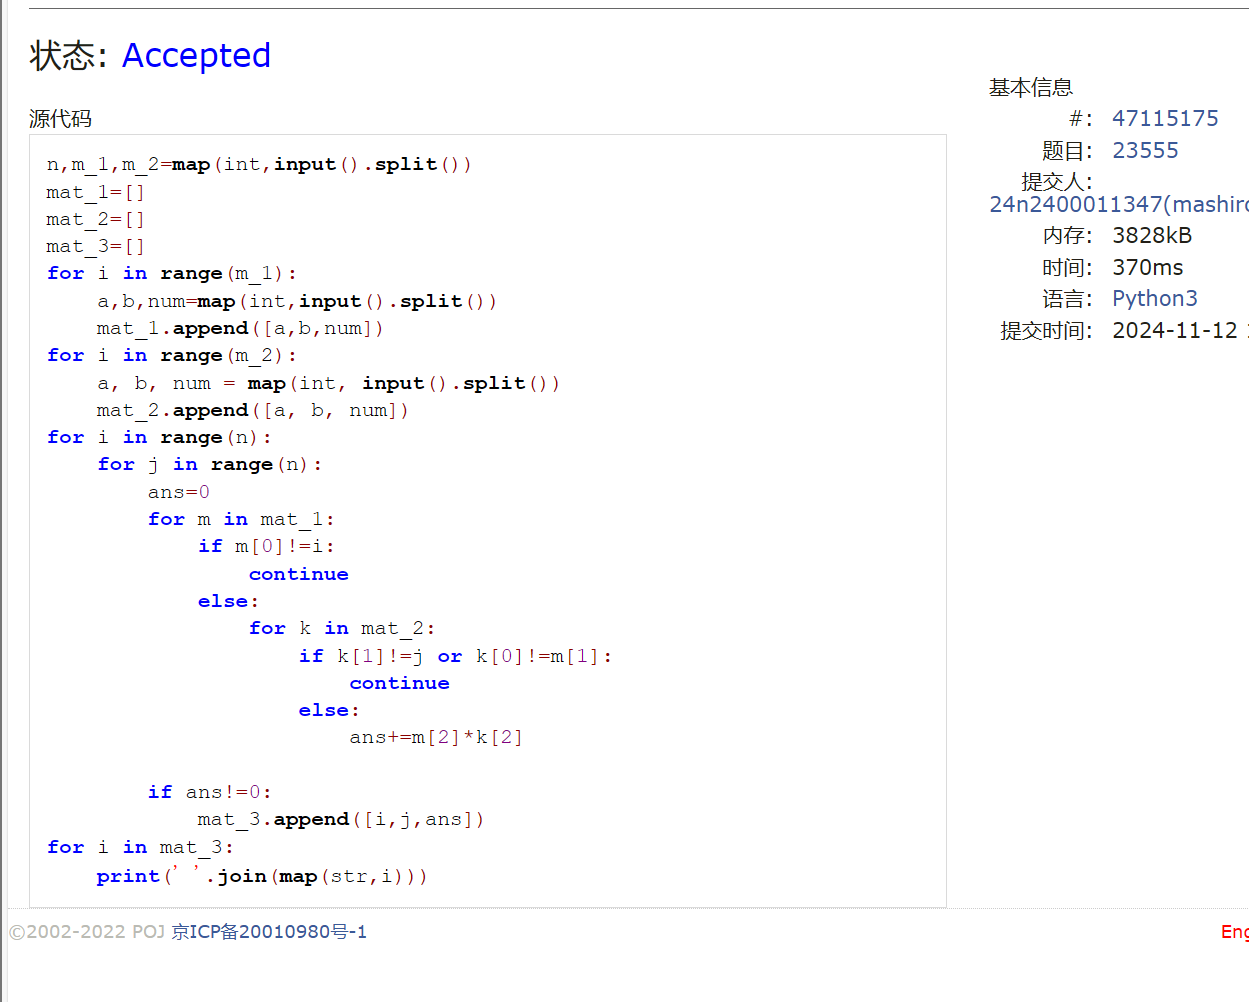 状态: Accepted
源代码
n,m_1,m_2=map(int,input().split())
mat_1=[]
mat_2=[]
mat_3=[]
for i in range(m_1):
    a,b,num=map(int,input().split())
    mat_1.append([a,b,num])
for i in range(m_2):
    a, b, num = map(int, input().split())
    mat_2.append([a, b, num])
for i in range(n):
    for j in range(n):
        ans=0
        for m in mat_1:
            if m[0]!=i:
                continue
            else:
                for k in mat_2:
                    if k[1]!=j or k[0]!=m[1]:
                        continue
                    else:
                        ans+=m[2]*k[2]
        if ans!=0:
            mat_3.append([i,j,ans])
for i in mat_3:
    print(' '.join(map(str,i)))
基本信息
#: 47115175
题目: 23555
提交人:
24n2400011347(mashiro
内存: 3828kB
时间: 370ms
语言: Python3
提交时间: 2024-11-12
©2002-2022 POJ 京ICP备20010980号-1
Eng